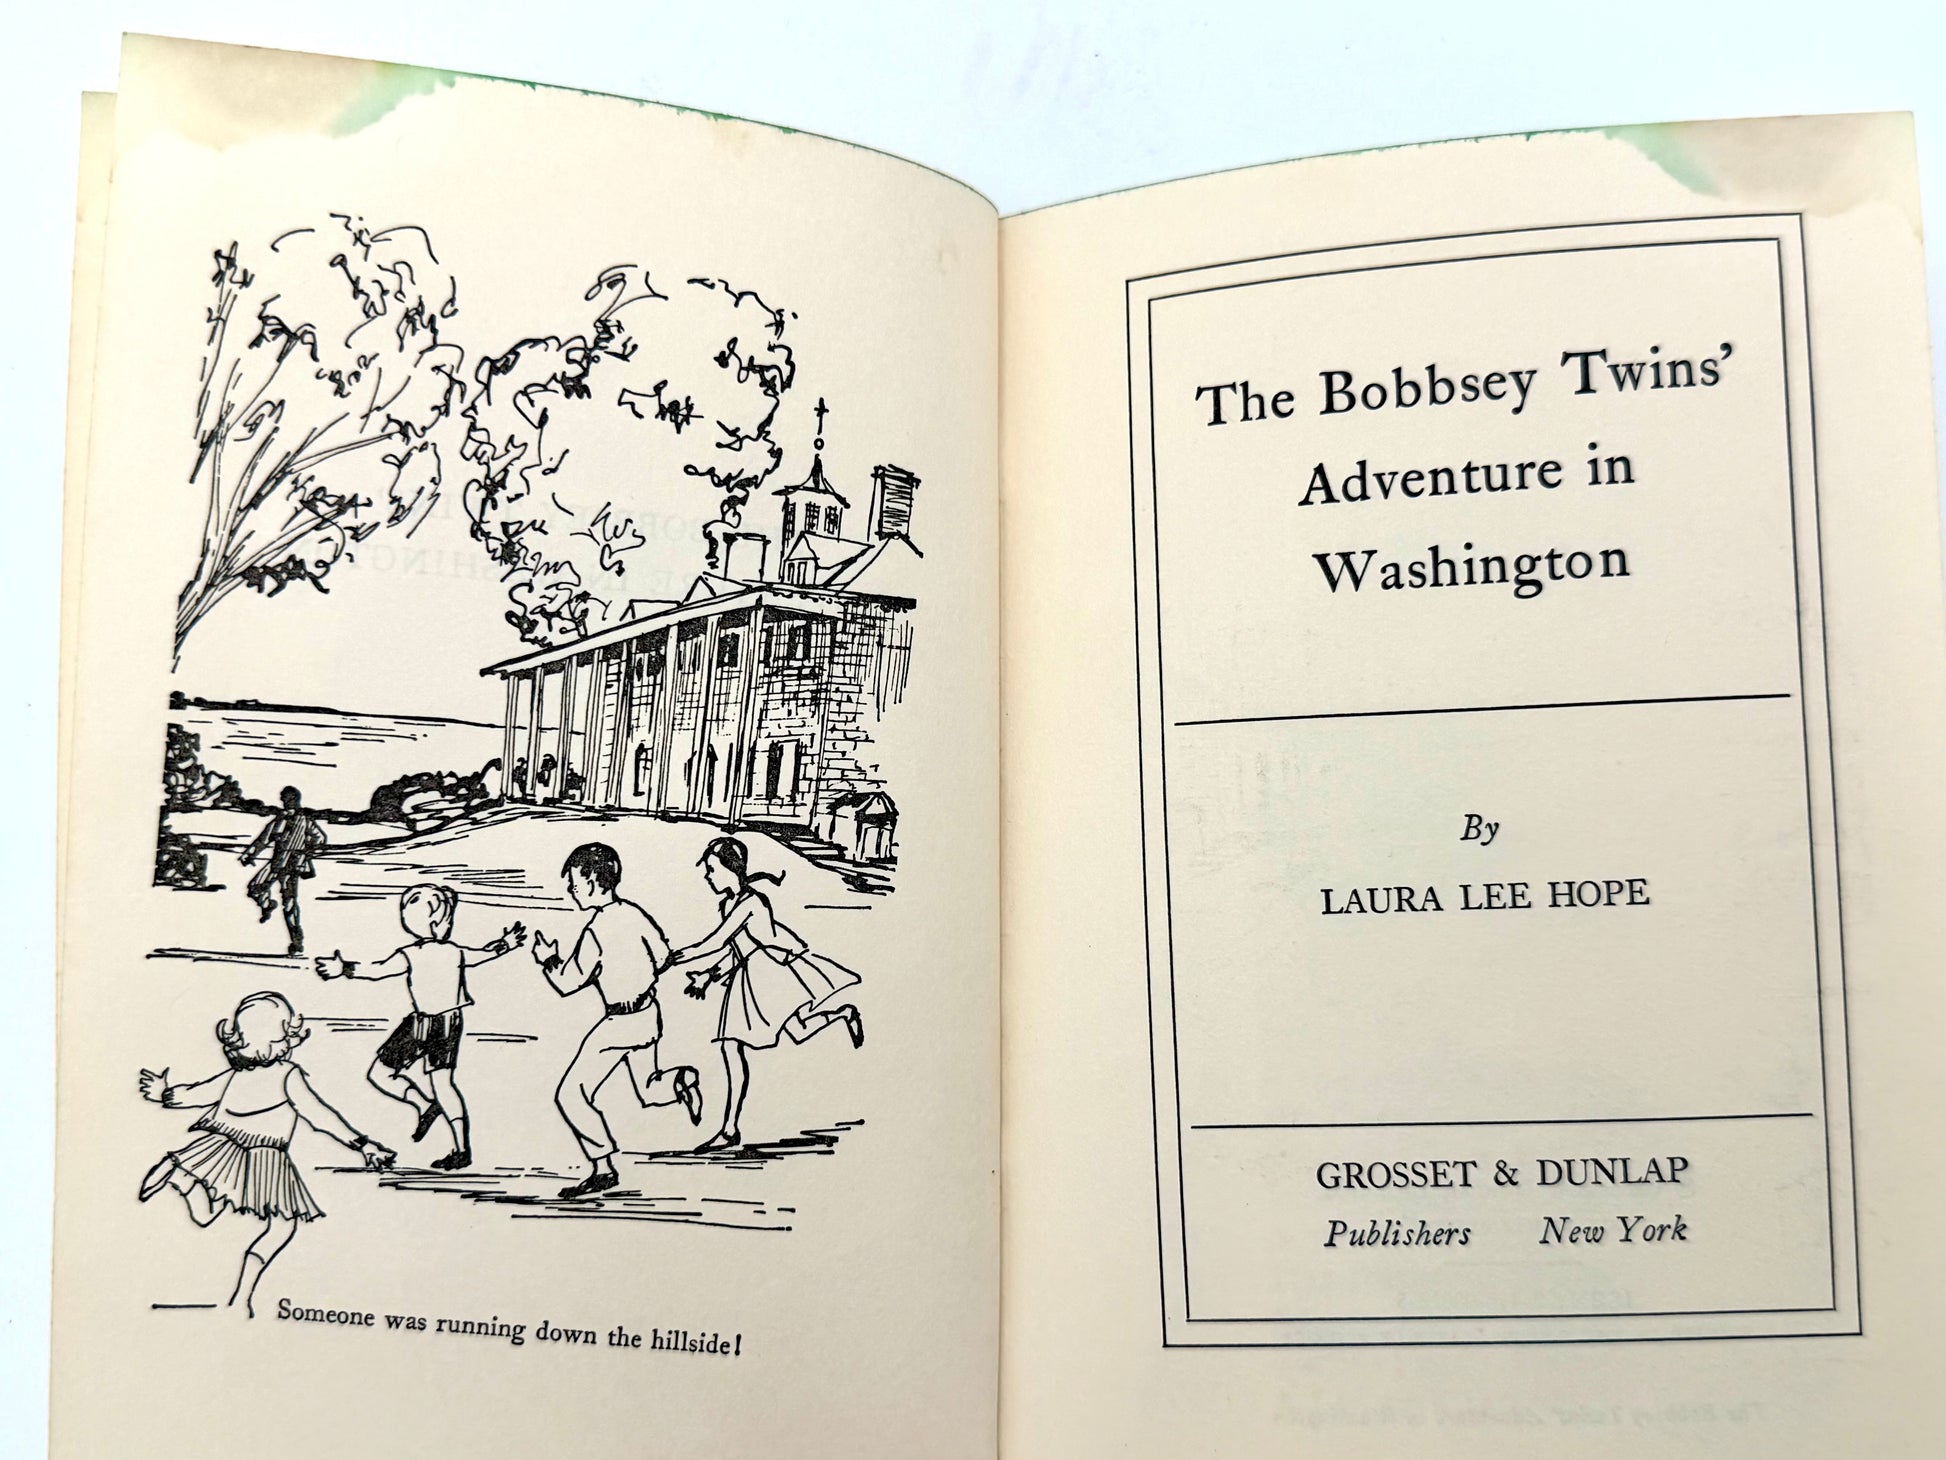 Someone was running down the hillside!
The Bobbsey Twins’
Adventure in
Washington
By
LAURA LEE HOPE
GROSSET & DUNLAP
Publishers New York